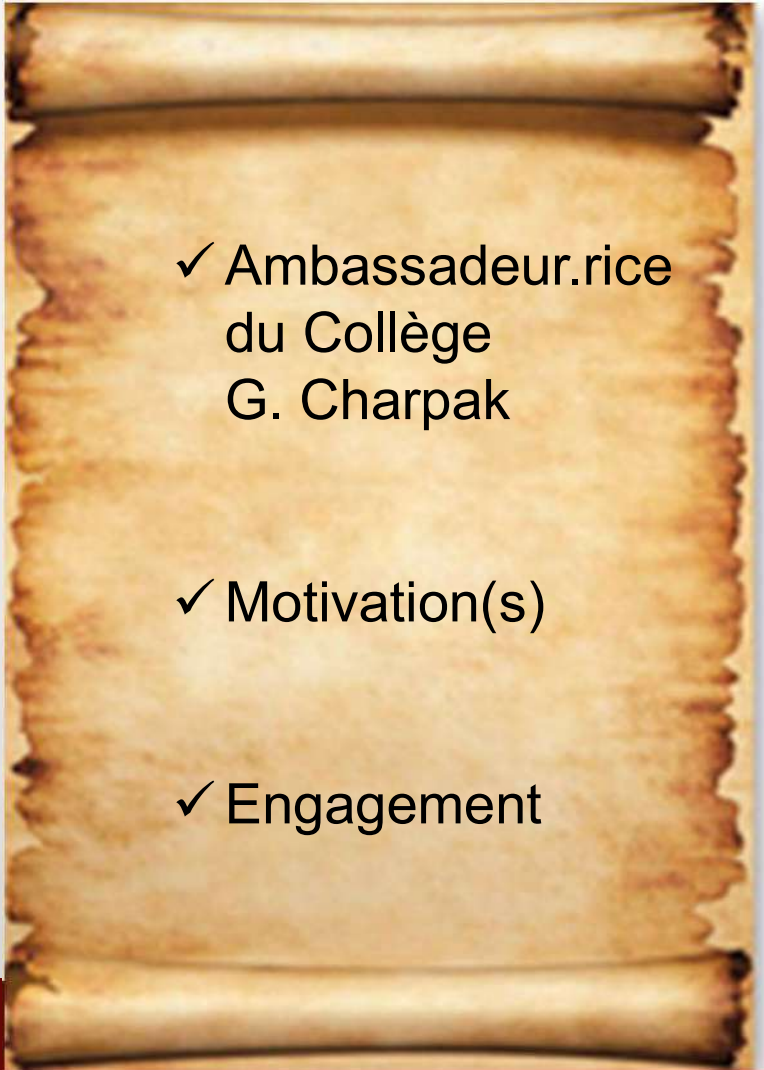 ✓ Ambassadeur.rice
du Collège
G. Charpak
✓ Motivation(s)
✓ Engagement